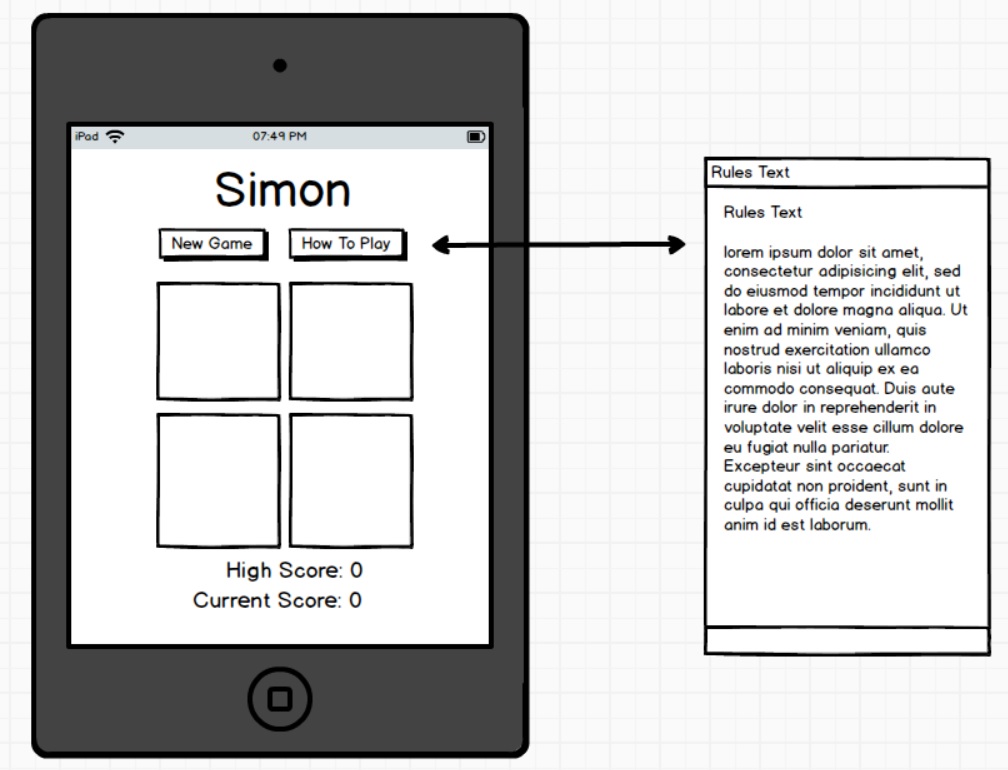 iPad 07:49 PM
Simon
New Game How To Play
High Score: 0
Current Score: 0
Rules Text
Rules Text
lorem ipsum dolor sit amet,
consectetur adipisicing elit, sed
do eiusmod tempor incididunt ut
labore et dolore magna aliqua. Ut
enim ad minim veniam, quis
nostrud exercitation ullamco
laboris nisi ut aliquip ex ea
commodo consequat. Duis aute
irure dolor in reprehenderit in
voluptate velit esse cillum dolore
eu fugiat nulla pariatur.
Excepteur sint occaecat
cupidatat non proident, sunt in
culpa qui officia deserunt mollit
anim id est laborum.